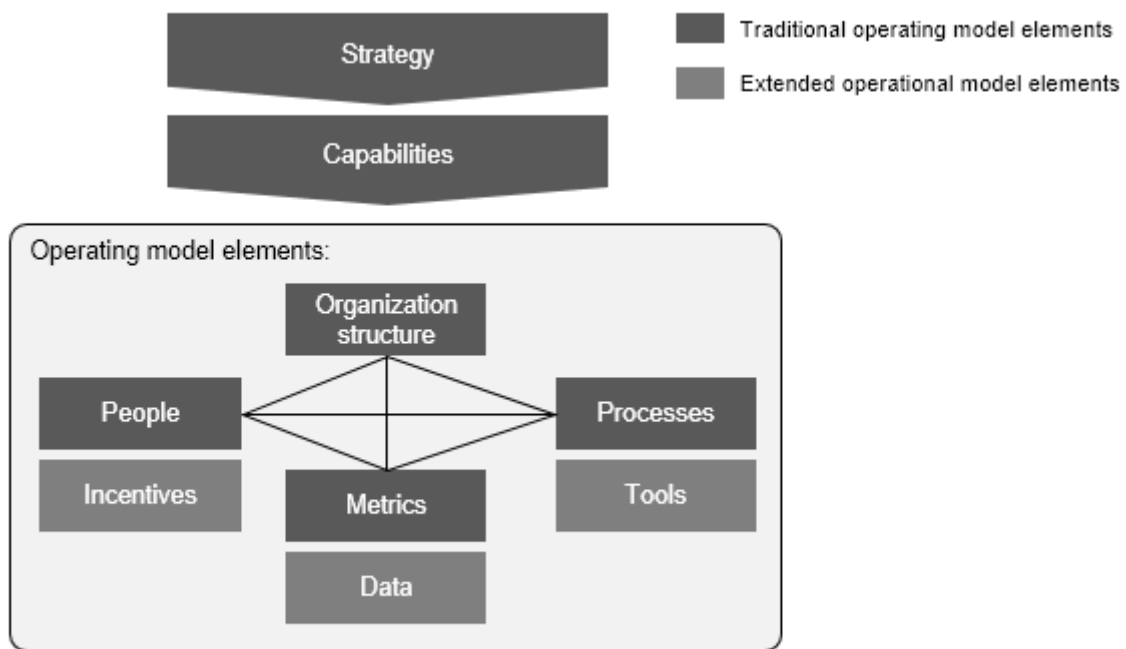 Strategy
Traditional operating model elements
Extended operational model elements
Capabilities
Operating model elements:
Organization
structure
People
Processes
Incentives
Metrics
Tools
Data